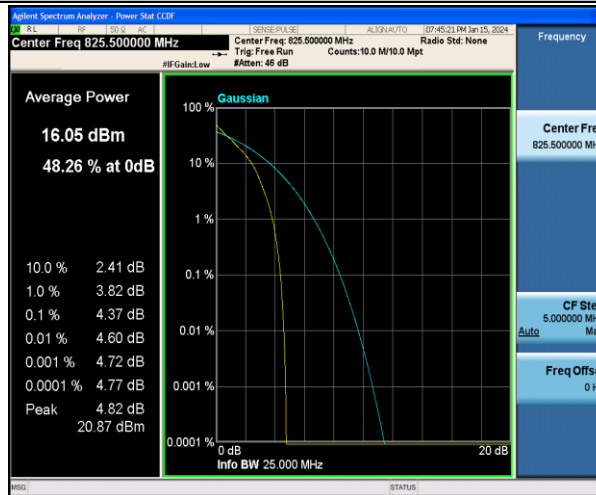 Agilent Spectrum Analyzer - Power Stat CCDF
RL RF 50 Ω AC SENSE:PULSE ALIGN AUTO 07:45:21 PM Jan 15, 2024
Center Freq 825.500000 MHz
Center Freq: 825.500000 MHz Radio Std: None
Trig: Free Run Counts:10.0 M/10.0 Mpt
#IFGain:Low #Atten: 46 dB
Frequency
Average Power
16.05 dBm
48.26 % at 0dB
10.0 % 2.41 dB
1.0 % 3.82 dB
0.1 % 4.37 dB
0.01 % 4.60 dB
0.001 % 4.72 dB
0.0001 % 4.77 dB
Peak 4.82 dB
20.87 dBm
Gaussian
100 %
10 %
1 %
0.1 %
0.01 %
0.001 %
0.0001 %
0 dB 20 dB
Info BW 25.000 MHz
Center Fre
825.500000 MH
CF Ste
5.000000 MH
Auto Ma
Freq Offs
0 H
MSG STATUS